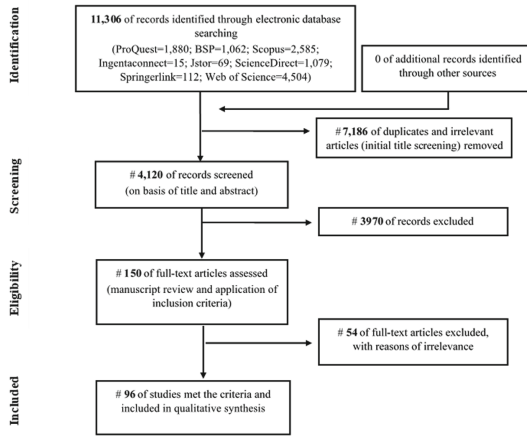 Identification
11,306 of records identified through electronic database
searching
(ProQuest=1,880; BSP=1,062; Scopus=2,585;
Ingentaconnect=15; Jstor=69; ScienceDirect=1,079;
Springerlink=112; Web of Science=4,504)
0 of additional records identified
through other sources
# 7,186 of duplicates and irrelevant
articles (initial title screening) removed
Screening
# 4,120 of records screened
(on basis of title and abstract)
# 3970 of records excluded
Eligibility
# 150 of full-text articles assessed
(manuscript review and application of
inclusion criteria)
# 54 of full-text articles excluded,
with reasons of irrelevance
Included
# 96 of studies met the criteria and
included in qualitative synthesis